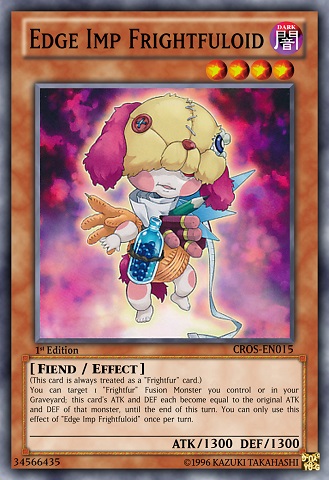 EDGE IMP FRIGHTFULOID
DARK
闇
1st Edition
CROS-EN015
[FIEND / EFFECT]
(This card is always treated as a "Frightfur" card.)
You can target 1 "Frightfur" Fusion Monster you control or in your
Graveyard; this card's ATK and DEF each become equal to the original ATK
and DEF of that monster, until the end of this turn. You can only use this
effect of "Edge Imp Frightfuloid" once per turn.
ATK/1300 DEF/1300
34566435
©1996 KAZUKI TAKAHASHI